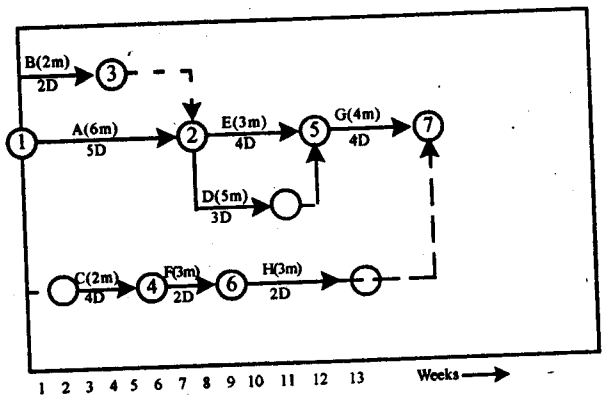 B(2m)
2D
3
1
A(6m)
5D
2
E(3m)
4D
5
G(4m)
4D
7
D(5m)
3D
C(2m)
4D
4
F(3m)
2D
6
H(3m)
2D
1 2 3 4 5 6 7 8 9 10 11 12 13 Weeks